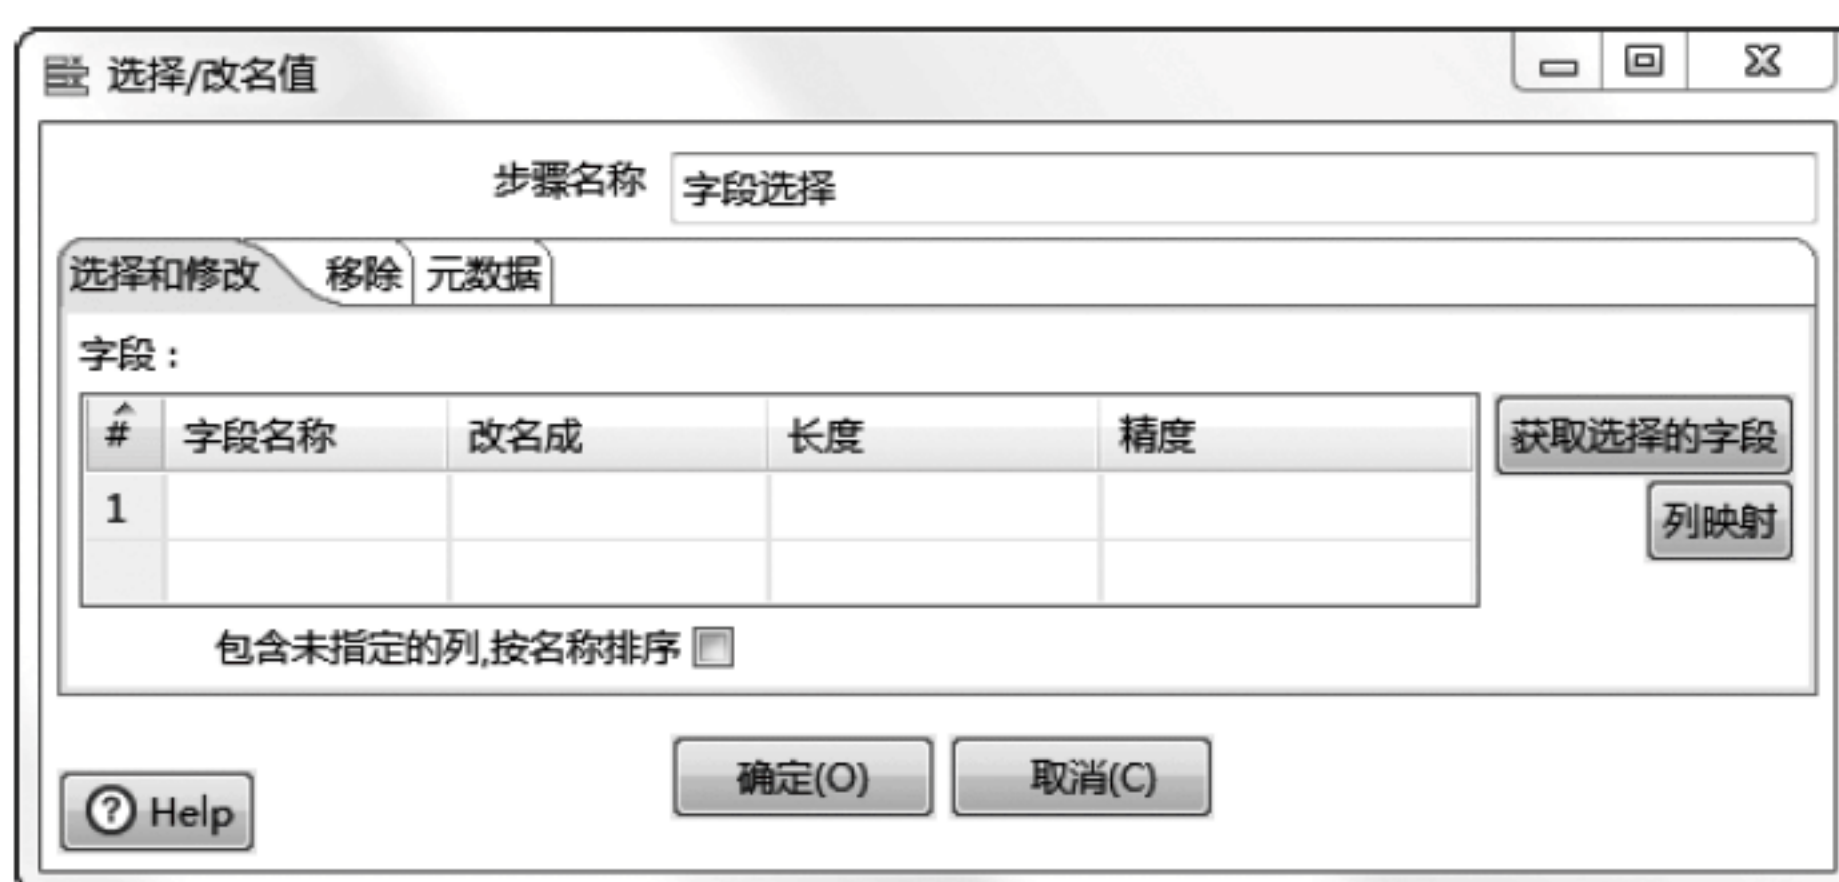 选择/改名值
步骤名称 字段选择
选择和修改 移除 元数据
字段：
# 字段名称 改名成 长度 精度 获取选择的字段
1
列映射
包含未指定的列,按名称排序
确定(O) 取消(C)
Help